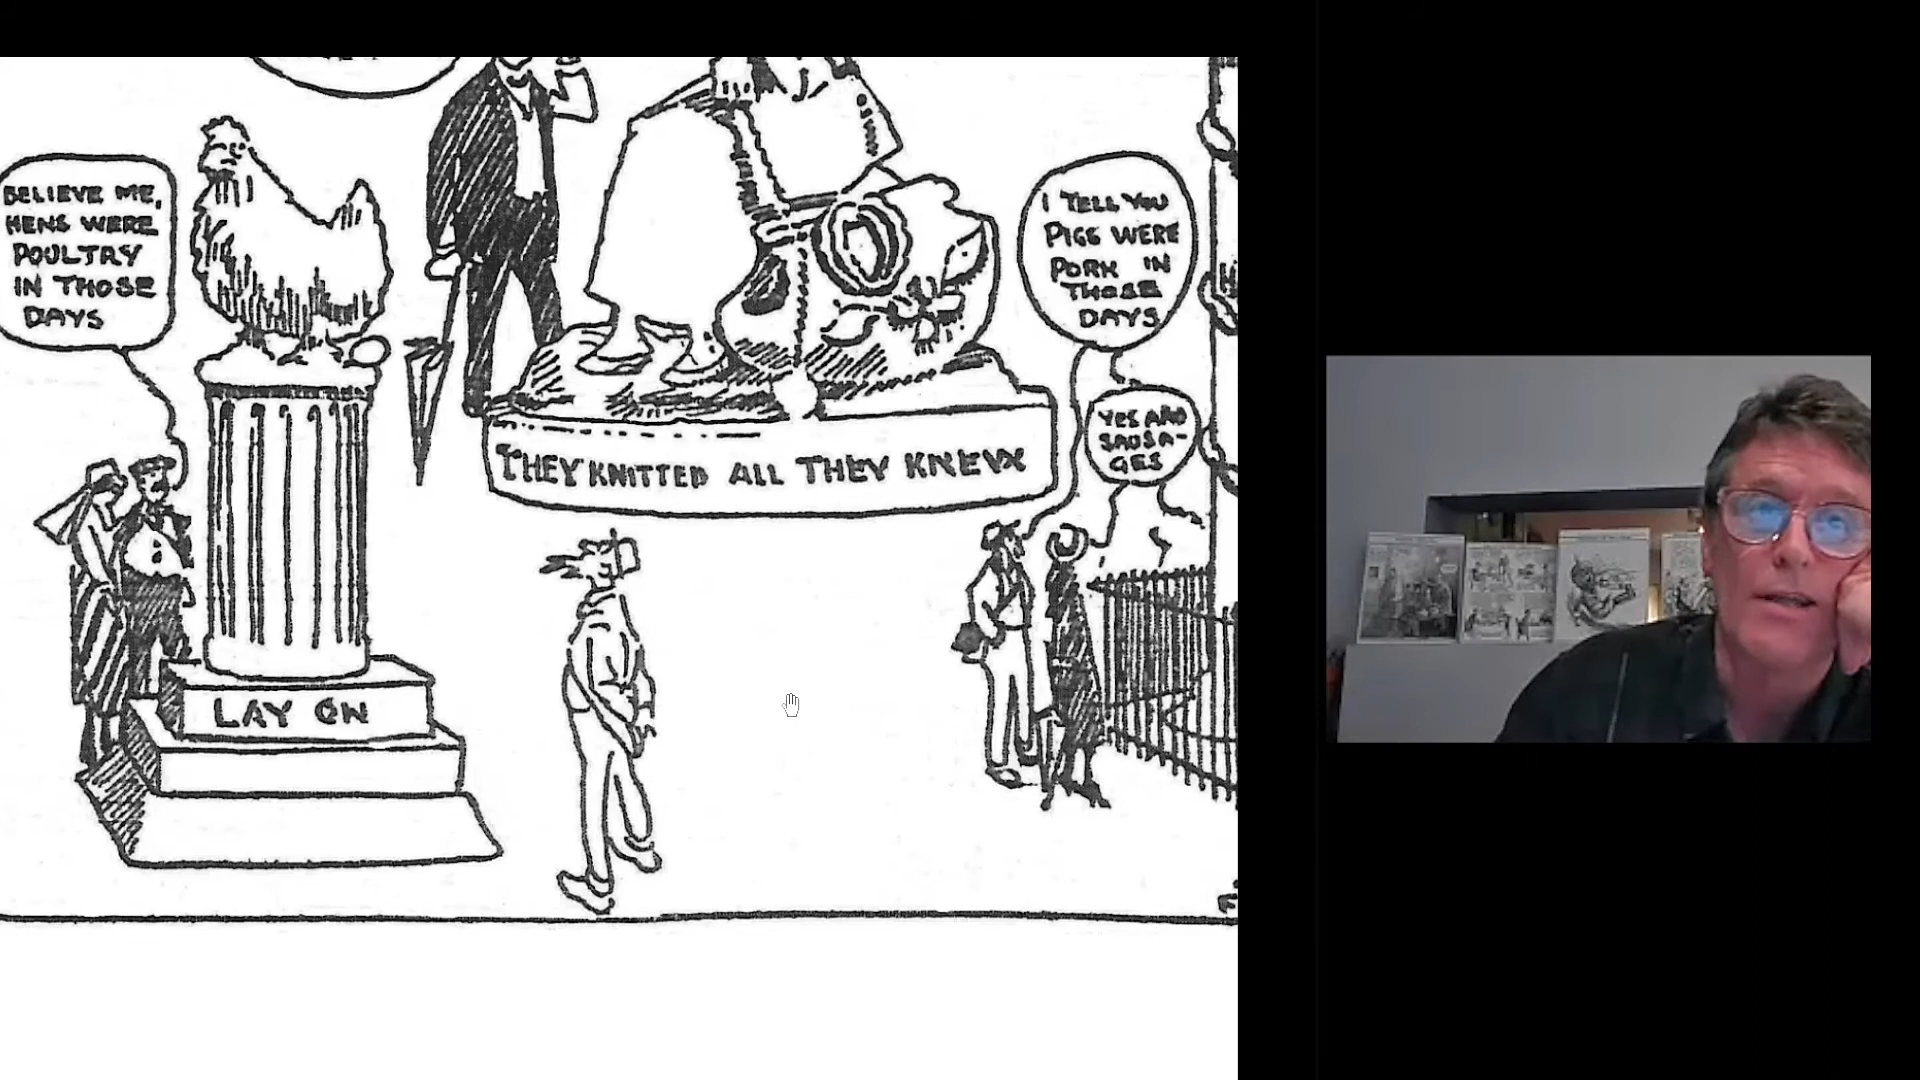 BELIEVE ME,
HENS WERE
POULTRY
IN THOSE
DAYS
I TELL YOU
PIGS WERE
PORK IN
THOSE
DAYS
YES AND
SAUSA-
GES
THEY KNITTED ALL THEY KNEW
LAY ON